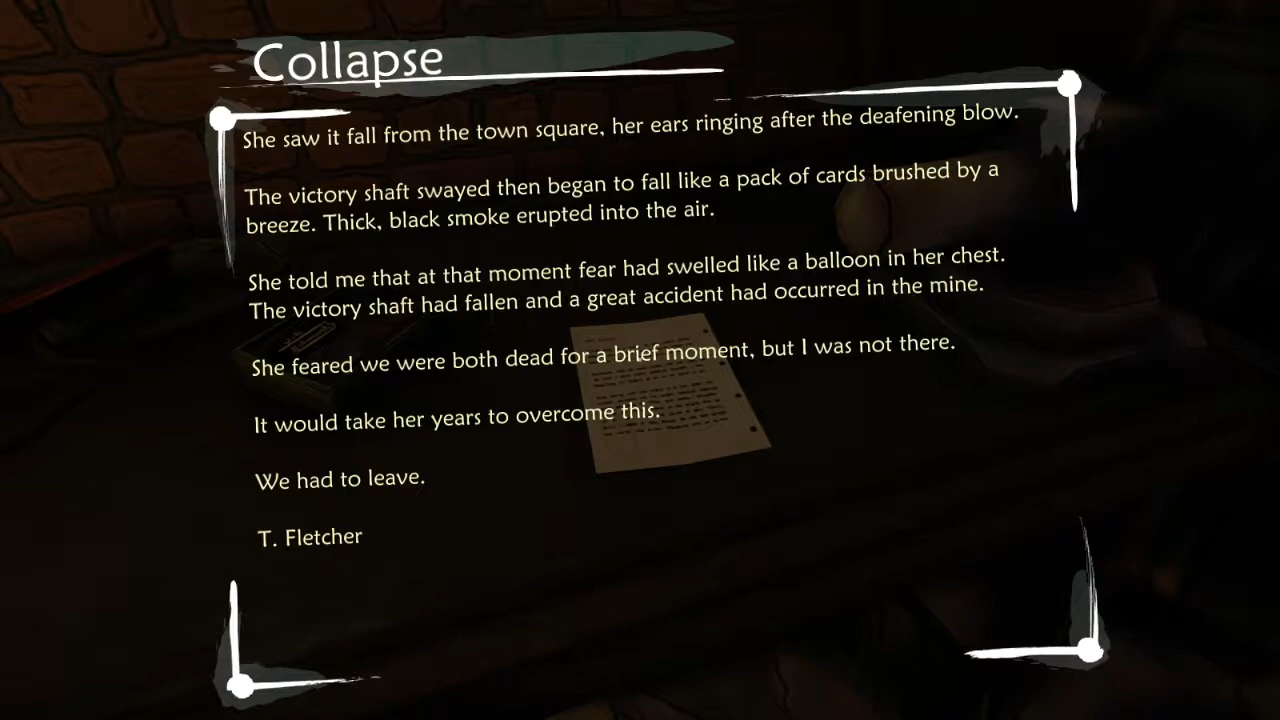 Collapse
She saw it fall from the town square, her ears ringing after the deafening blow.
The victory shaft swayed then began to fall like a pack of cards brushed by a
breeze. Thick, black smoke erupted into the air.
She told me that at that moment fear had swelled like a balloon in her chest.
The victory shaft had fallen and a great accident had occurred in the mine.
She feared we were both dead for a brief moment, but I was not there.
It would take her years to overcome this.
We had to leave.
T. Fletcher